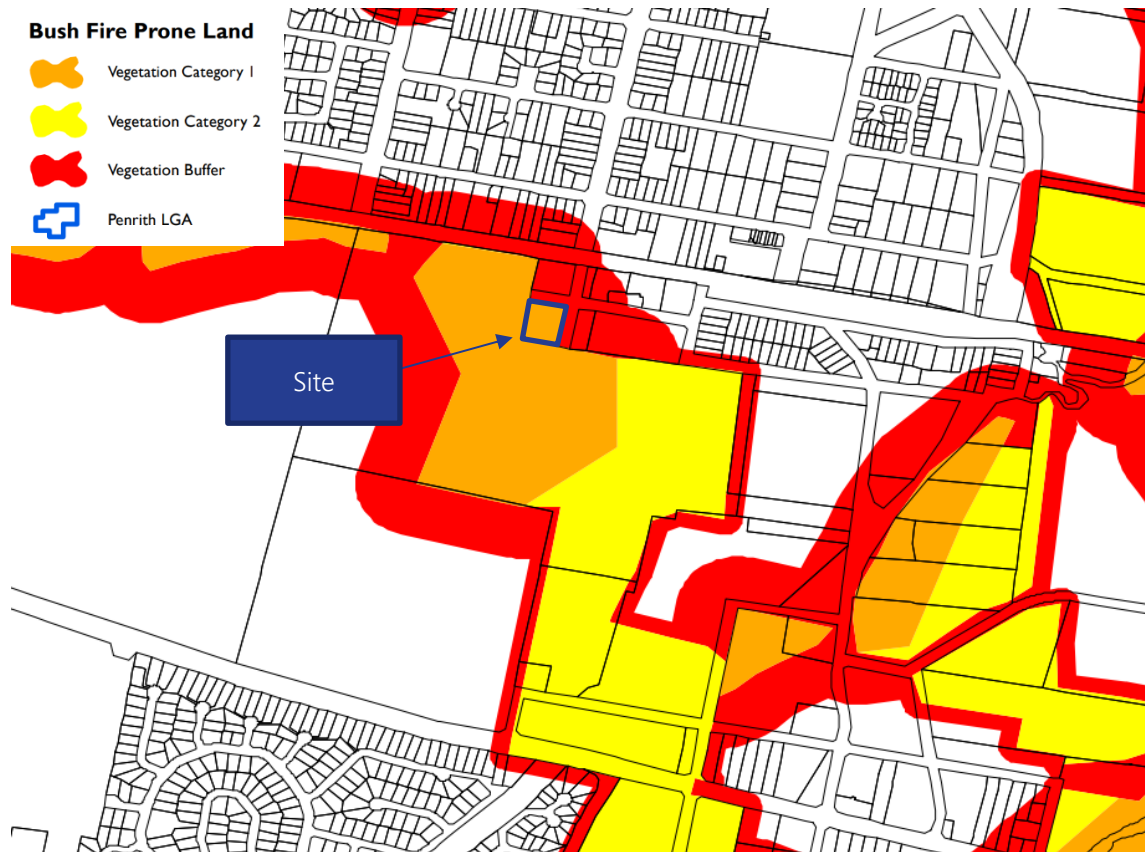 Bush Fire Prone Land
Vegetation Category 1
Vegetation Category 2
Vegetation Buffer
Penrith LGA
Site